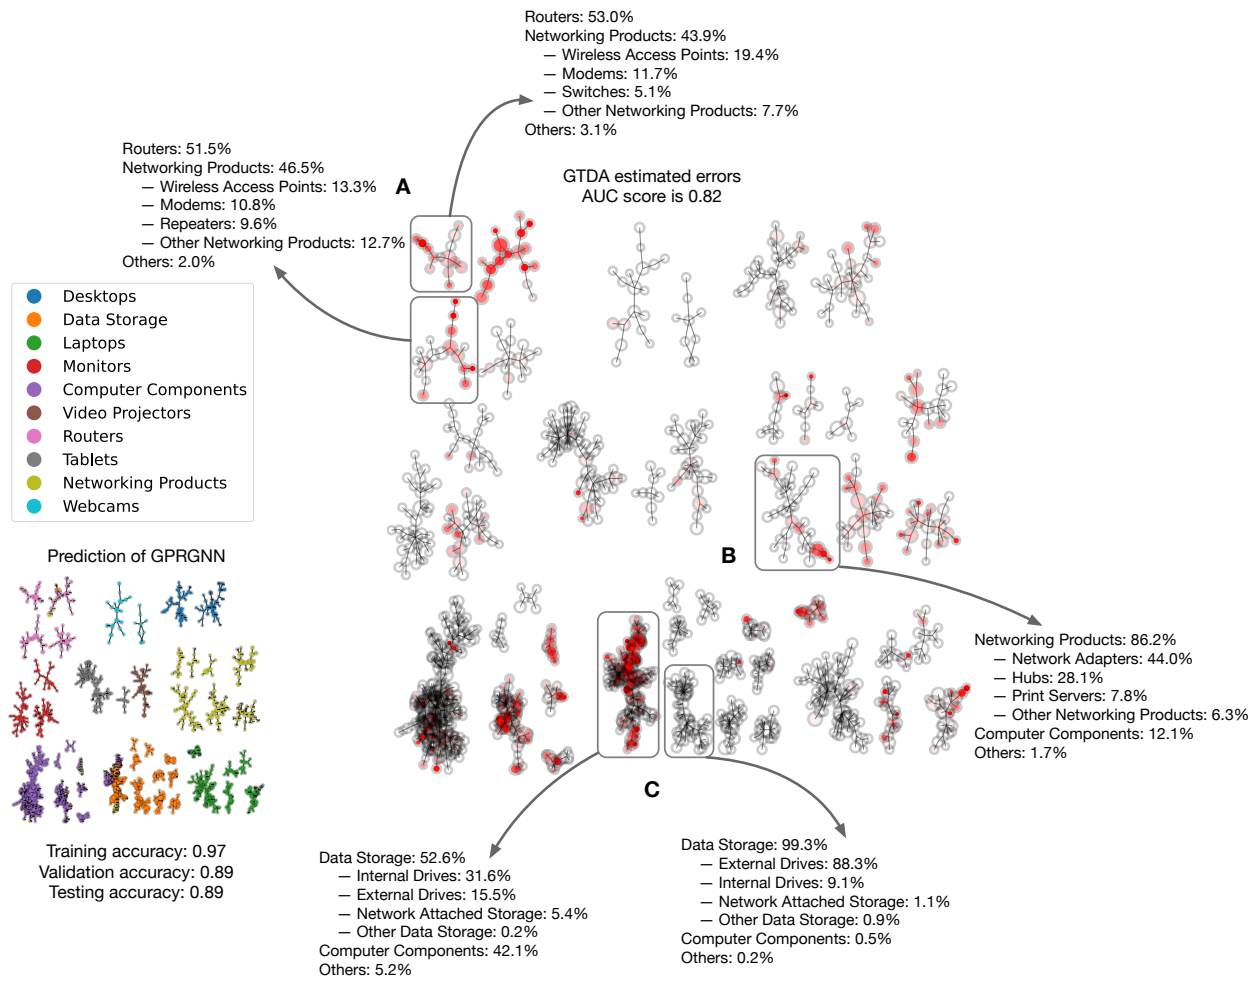 Routers: 53.0%
Networking Products: 43.9%
— Wireless Access Points: 19.4%
— Modems: 11.7%
— Switches: 5.1%
— Other Networking Products: 7.7%
Others: 3.1%
Routers: 51.5%
Networking Products: 46.5%
— Wireless Access Points: 13.3%
— Modems: 10.8%
— Repeaters: 9.6%
— Other Networking Products: 12.7%
Others: 2.0%
A
GTDA estimated errors
AUC score is 0.82
Desktops
Data Storage
Laptops
Monitors
Computer Components
Video Projectors
Routers
Tablets
Networking Products
Webcams
Prediction of GPRGNN
Training accuracy: 0.97
Validation accuracy: 0.89
Testing accuracy: 0.89
B
Networking Products: 86.2%
— Network Adapters: 44.0%
— Hubs: 28.1%
— Print Servers: 7.8%
— Other Networking Products: 6.3%
Computer Components: 12.1%
Others: 1.7%
C
Data Storage: 52.6%
— Internal Drives: 31.6%
— External Drives: 15.5%
— Network Attached Storage: 5.4%
— Other Data Storage: 0.2%
Computer Components: 42.1%
Others: 5.2%
Data Storage: 99.3%
— External Drives: 88.3%
— Internal Drives: 9.1%
— Network Attached Storage: 1.1%
— Other Data Storage: 0.9%
Computer Components: 0.5%
Others: 0.2%